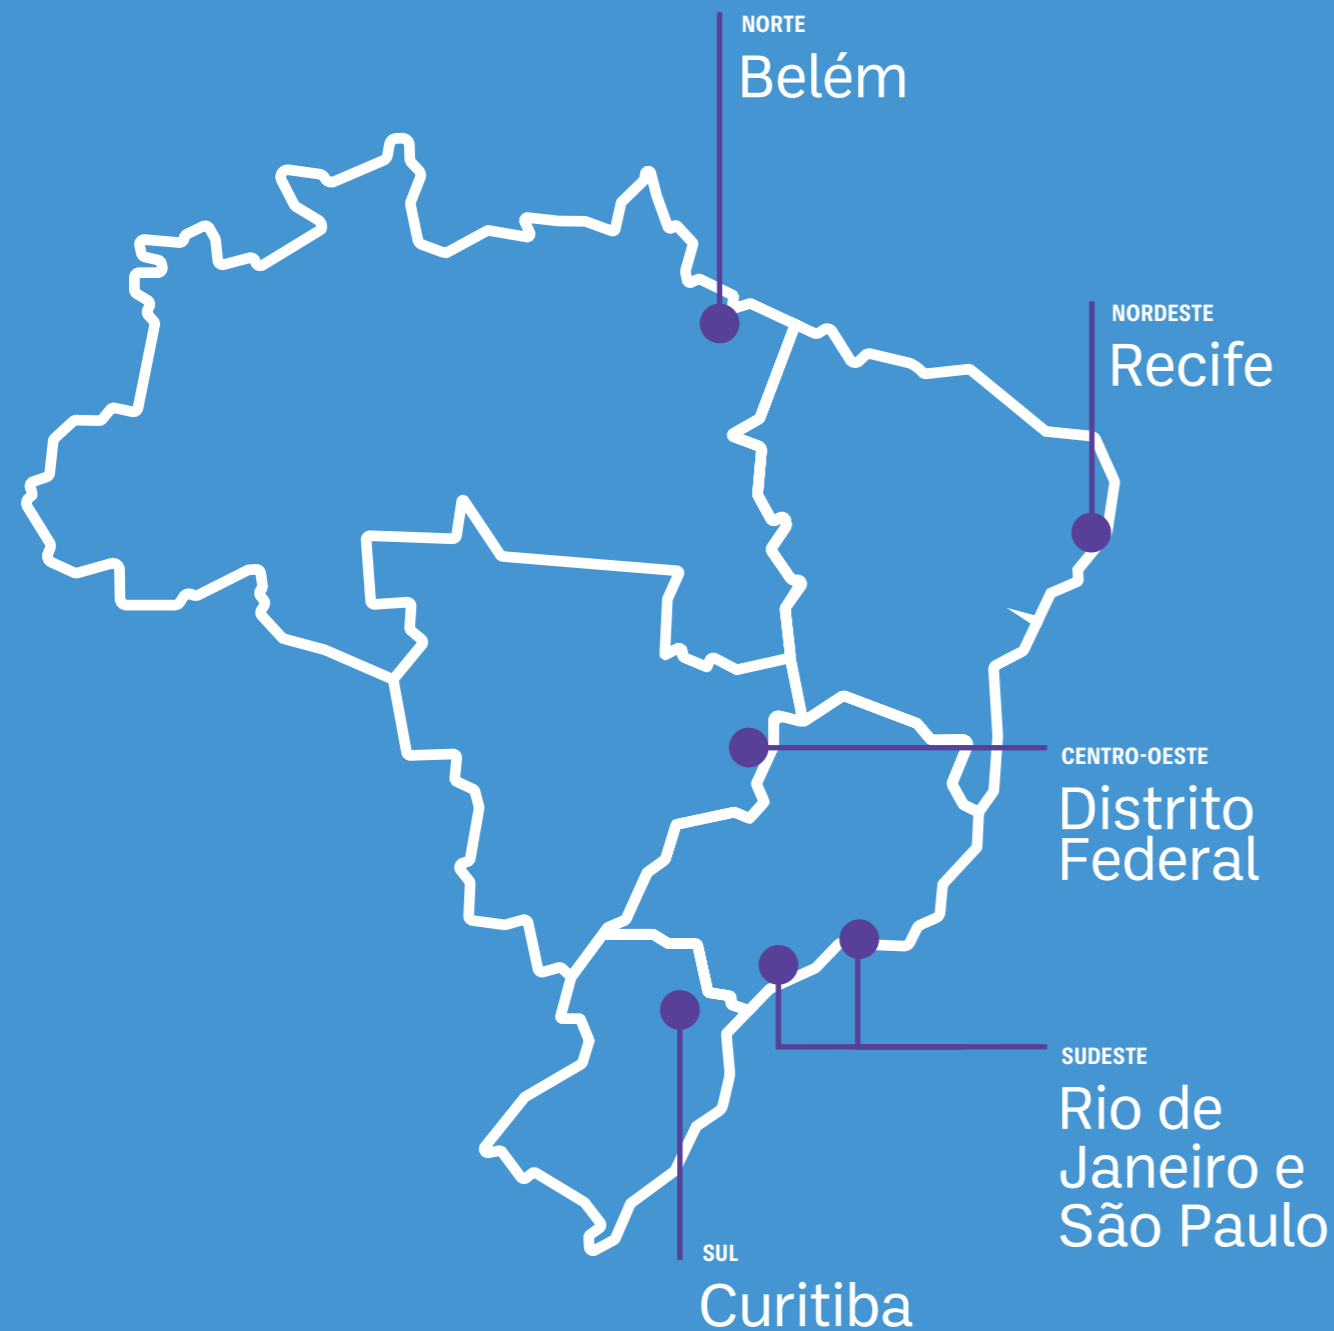 NORTE
Belém
NORDESTE
Recife
CENTRO-OESTE
Distrito
Federal
SUDESTE
Rio de
Janeiro e
São Paulo
SUL
Curitiba